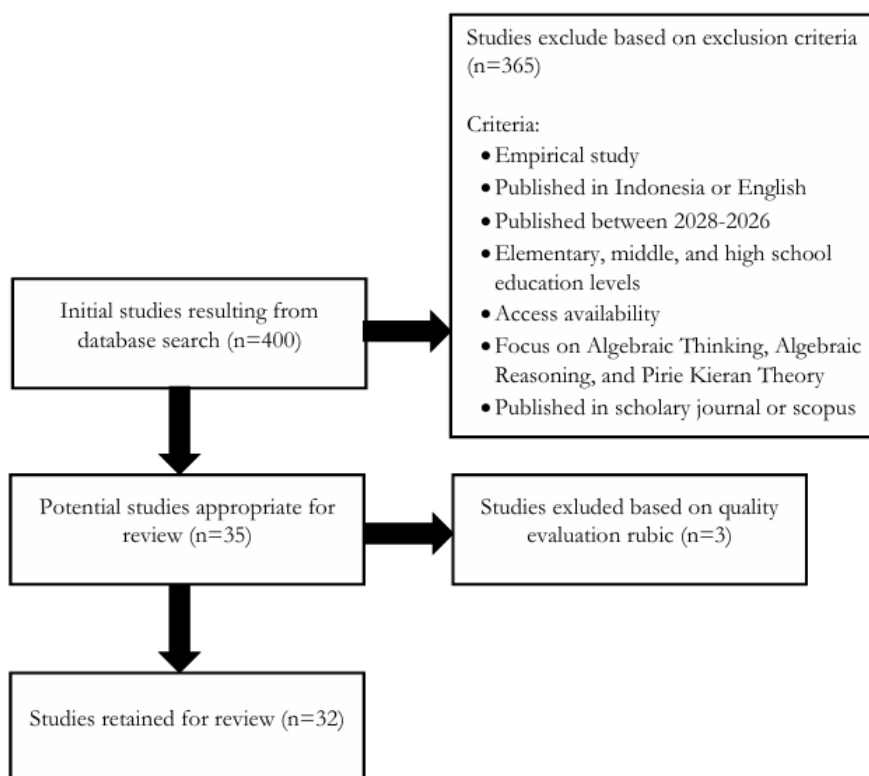 Studies exclude based on exclusion criteria
(n=365)
Criteria:
• Empirical study
• Published in Indonesia or English
• Published between 2028-2026
• Elementary, middle, and high school
education levels
• Access availability
• Focus on Algebraic Thinking, Algebraic
Reasoning, and Pirie Kieran Theory
• Published in scholary journal or scopus
Initial studies resulting from
database search (n=400)
Potential studies appropriate for
review (n=35)
Studies exluded based on quality
evaluation rubic (n=3)
Studies retained for review (n=32)